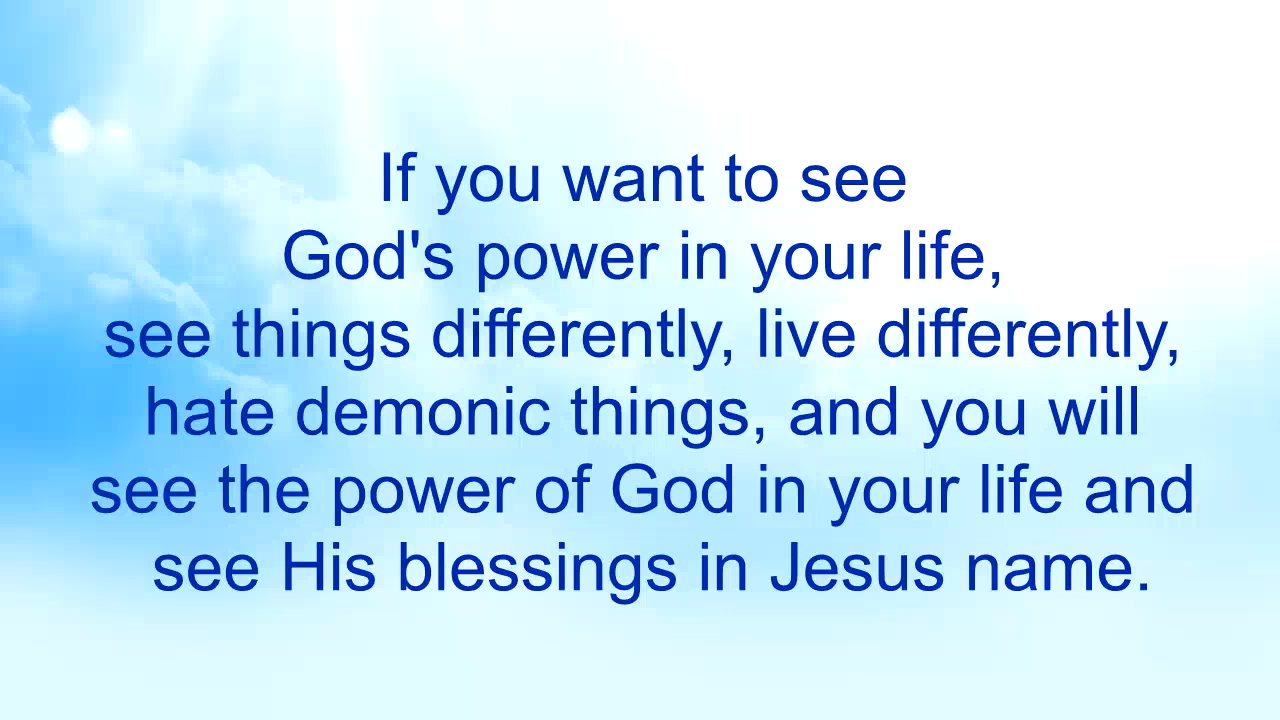 If you want to see
God's power in your life,
see things differently, live differently,
hate demonic things, and you will
see the power of God in your life and
see His blessings in Jesus name.